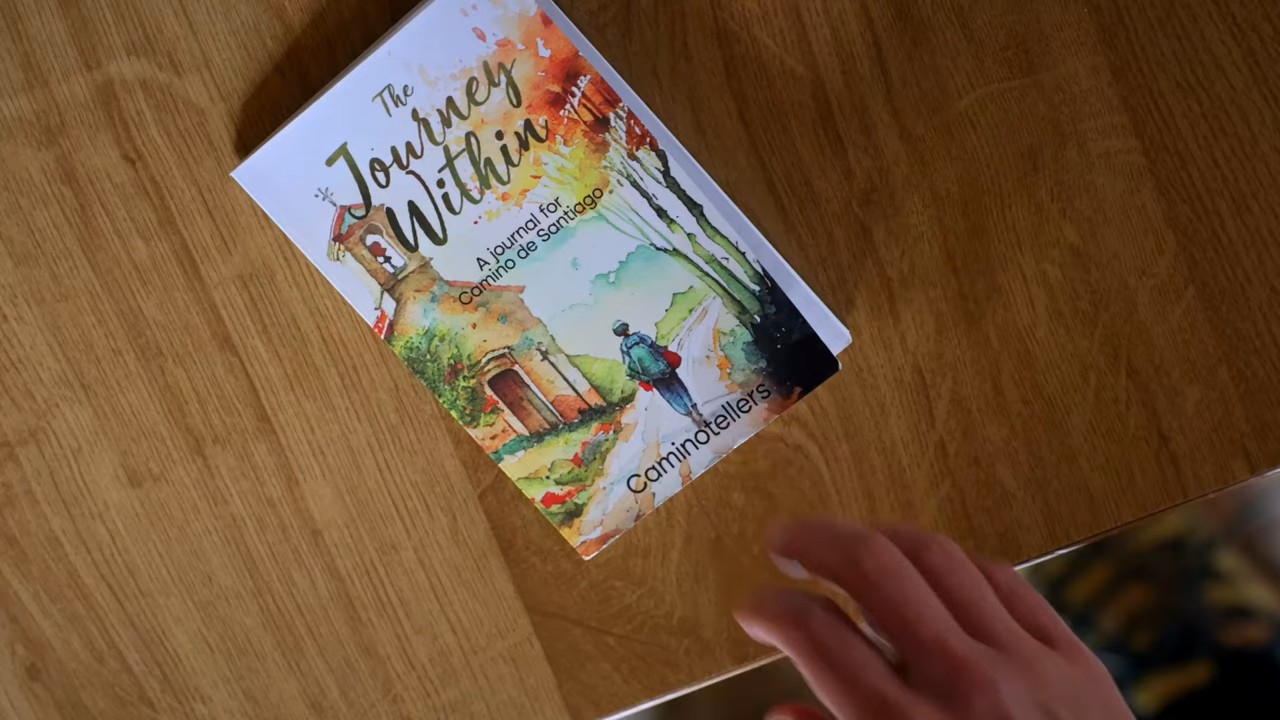 The
Journey
Within
A journal for
Camino de Santiago
Caminotellers